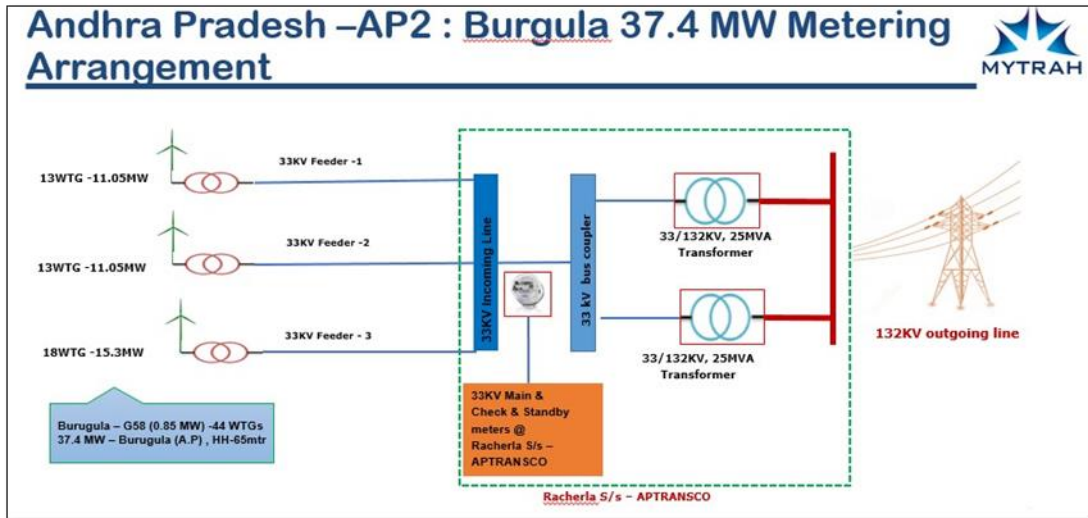 Andhra Pradesh –AP2 : Burgula 37.4 MW Metering
Arrangement
MYTRAH
13WTG -11.05MW
33KV Feeder -1
13WTG -11.05MW
33KV Feeder -2
18WTG -15.3MW
33KV Feeder - 3
33KV Incoming Line
33 kV bus coupler
33/132KV, 25MVA
Transformer
33/132KV, 25MVA
Transformer
132KV outgoing line
Burugula – G58 (0.85 MW) -44 WTGs
37.4 MW – Burugula (A.P) , HH-65mtr
33KV Main &
Check & Standby
meters @
Racherla S/s –
APTRANSCO
Racherla S/s – APTRANSCO